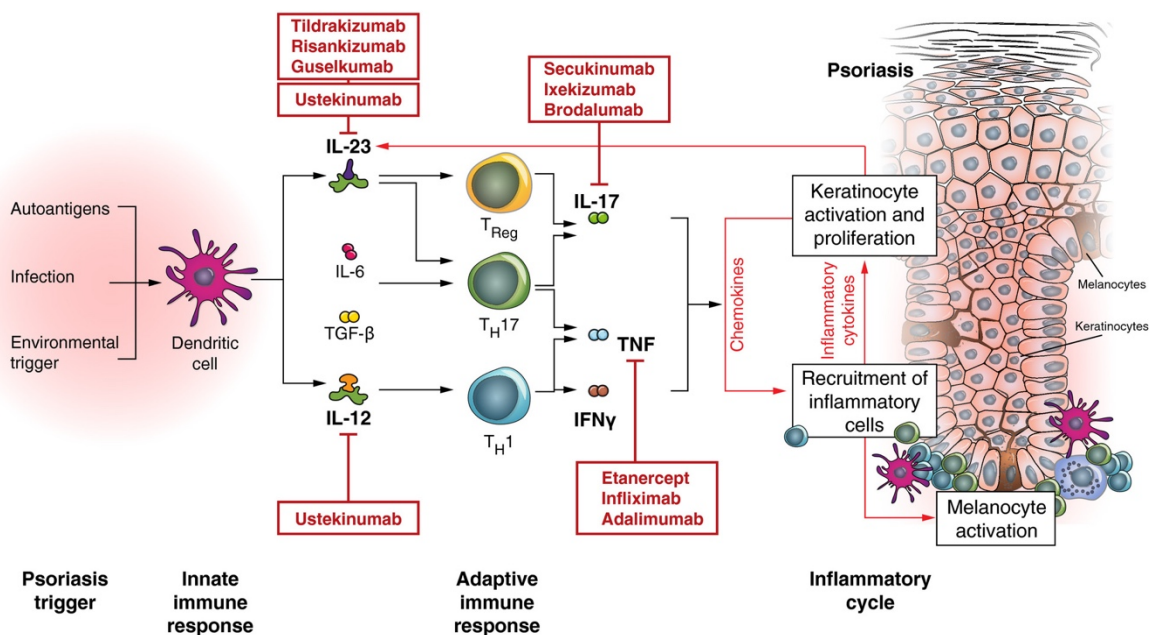 Tildrakizumab
Risankizumab
Guselkumab
Ustekinumab
IL-23
Secukinumab
Ixekizumab
Brodalumab
Psoriasis
Autoantigens
Infection
Environmental
trigger
Dendritic
cell
IL-6
TGF-β
IL-12
Ustekinumab
TReg
TH17
TH1
IL-17
TNF
IFNγ
Etanercept
Infliximab
Adalimumab
Chemokines
Inflammatory
cytokines
Keratinocyte
activation and
proliferation
Recruitment of
inflammatory
cells
Melanocyte
activation
Melanocytes
Keratinocytes
Psoriasis
trigger
Innate
immune
response
Adaptive
immune
response
Inflammatory
cycle